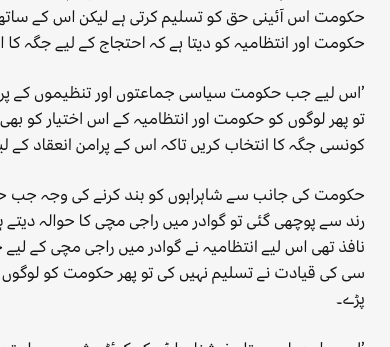 حکومت اس آئینی حق کو تسلیم کرتی ہے لیکن اس کے ساتھ
حکومت اور انتظامیہ کو دیتا ہے کہ احتجاج کے لیے جگہ کا
’اس لیے جب حکومت سیاسی جماعتوں اور تنظیموں کے
تو پھر لوگوں کو حکومت اور انتظامیہ کے اس اختیار کو بھی
کونسی جگہ کا انتخاب کریں تاکہ اس کے پرامن انعقاد کے
حکومت کی جانب سے شاہراہوں کو بند کرنے کی وجہ جب
رند سے پوچھی گئی تو گوادر میں راجی مچی کا حوالہ دیتے
نافذ تھی اس لیے انتظامیہ نے گوادر میں راجی مچی کے لیے
سی کی قیادت نے تسلیم نہیں کی تو پھر حکومت کو لوگوں
پڑے۔